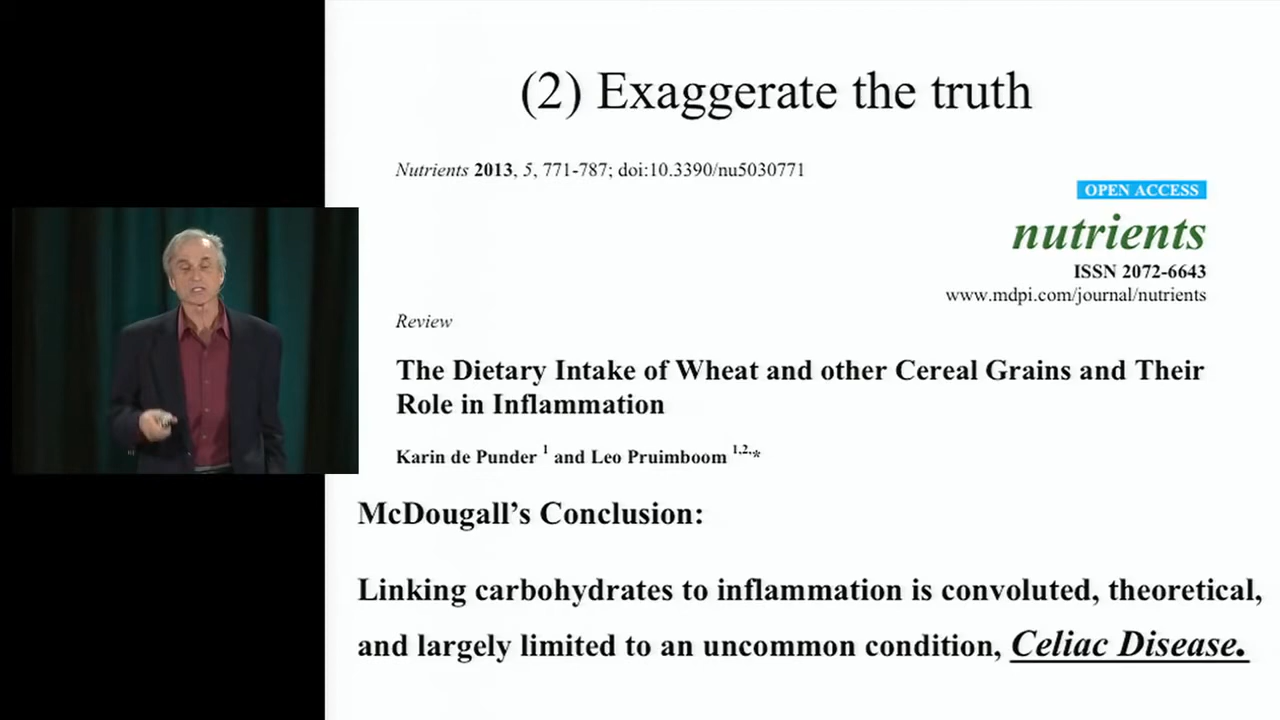 (2) Exaggerate the truth
Nutrients 2013, 5, 771-787; doi:10.3390/nu5030771
OPEN ACCESS
nutrients
ISSN 2072-6643
www.mdpi.com/journal/nutrients
Review
The Dietary Intake of Wheat and other Cereal Grains and Their
Role in Inflammation
Karin de Punder 1 and Leo Pruimboom 1,2,*
McDougall’s Conclusion:
Linking carbohydrates to inflammation is convoluted, theoretical,
and largely limited to an uncommon condition, Celiac Disease.